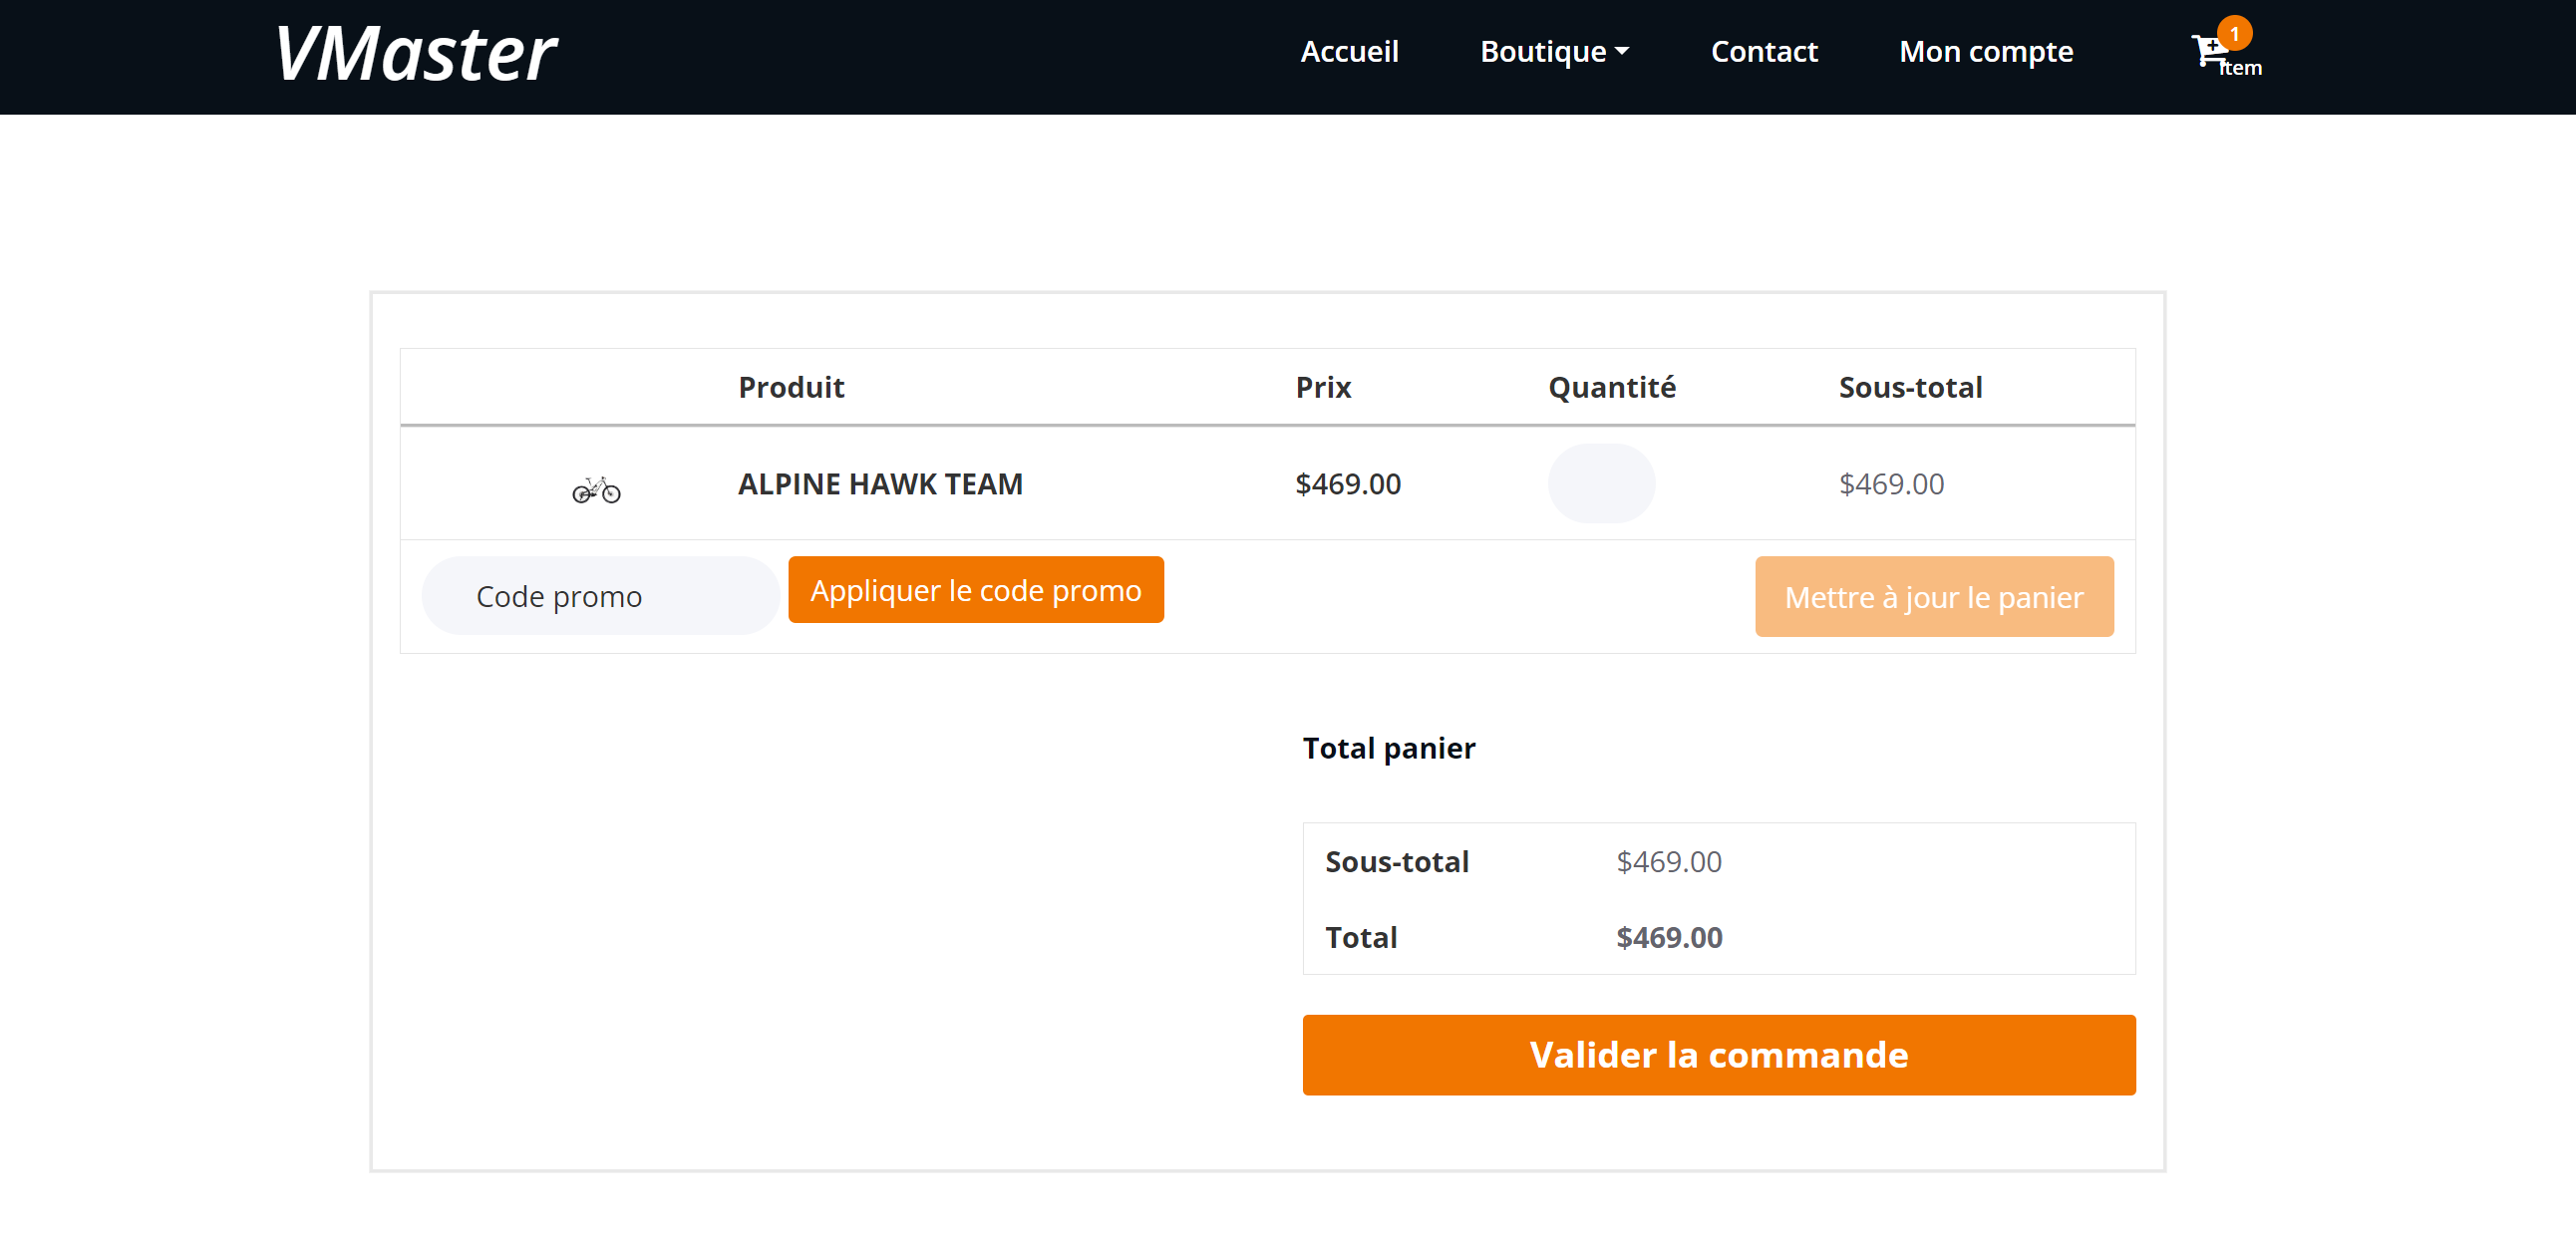 VMaster
Accueil Boutique Contact Mon compte 1 item
Produit Prix Quantité Sous-total
ALPINE HAWK TEAM $469.00 $469.00
Code promo Appliquer le code promo Mettre à jour le panier
Total panier
Sous-total $469.00
Total $469.00
Valider la commande